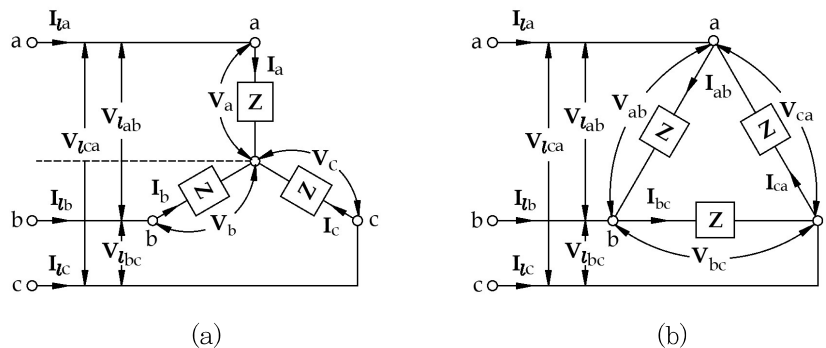 I_la
a
a
I_a
Z
V_a
V_lab
V_lca
V_c
I_lb
I_b
Z
Z
b
b
V_b
I_c
c
V_lbc
I_lc
c
(a)
I_la
a
a
I_ab
V_ab
Z
Z
V_ca
V_lab
V_lca
I_lb
I_bc
I_ca
b
b
Z
V_bc
V_lbc
I_lc
c
(b)